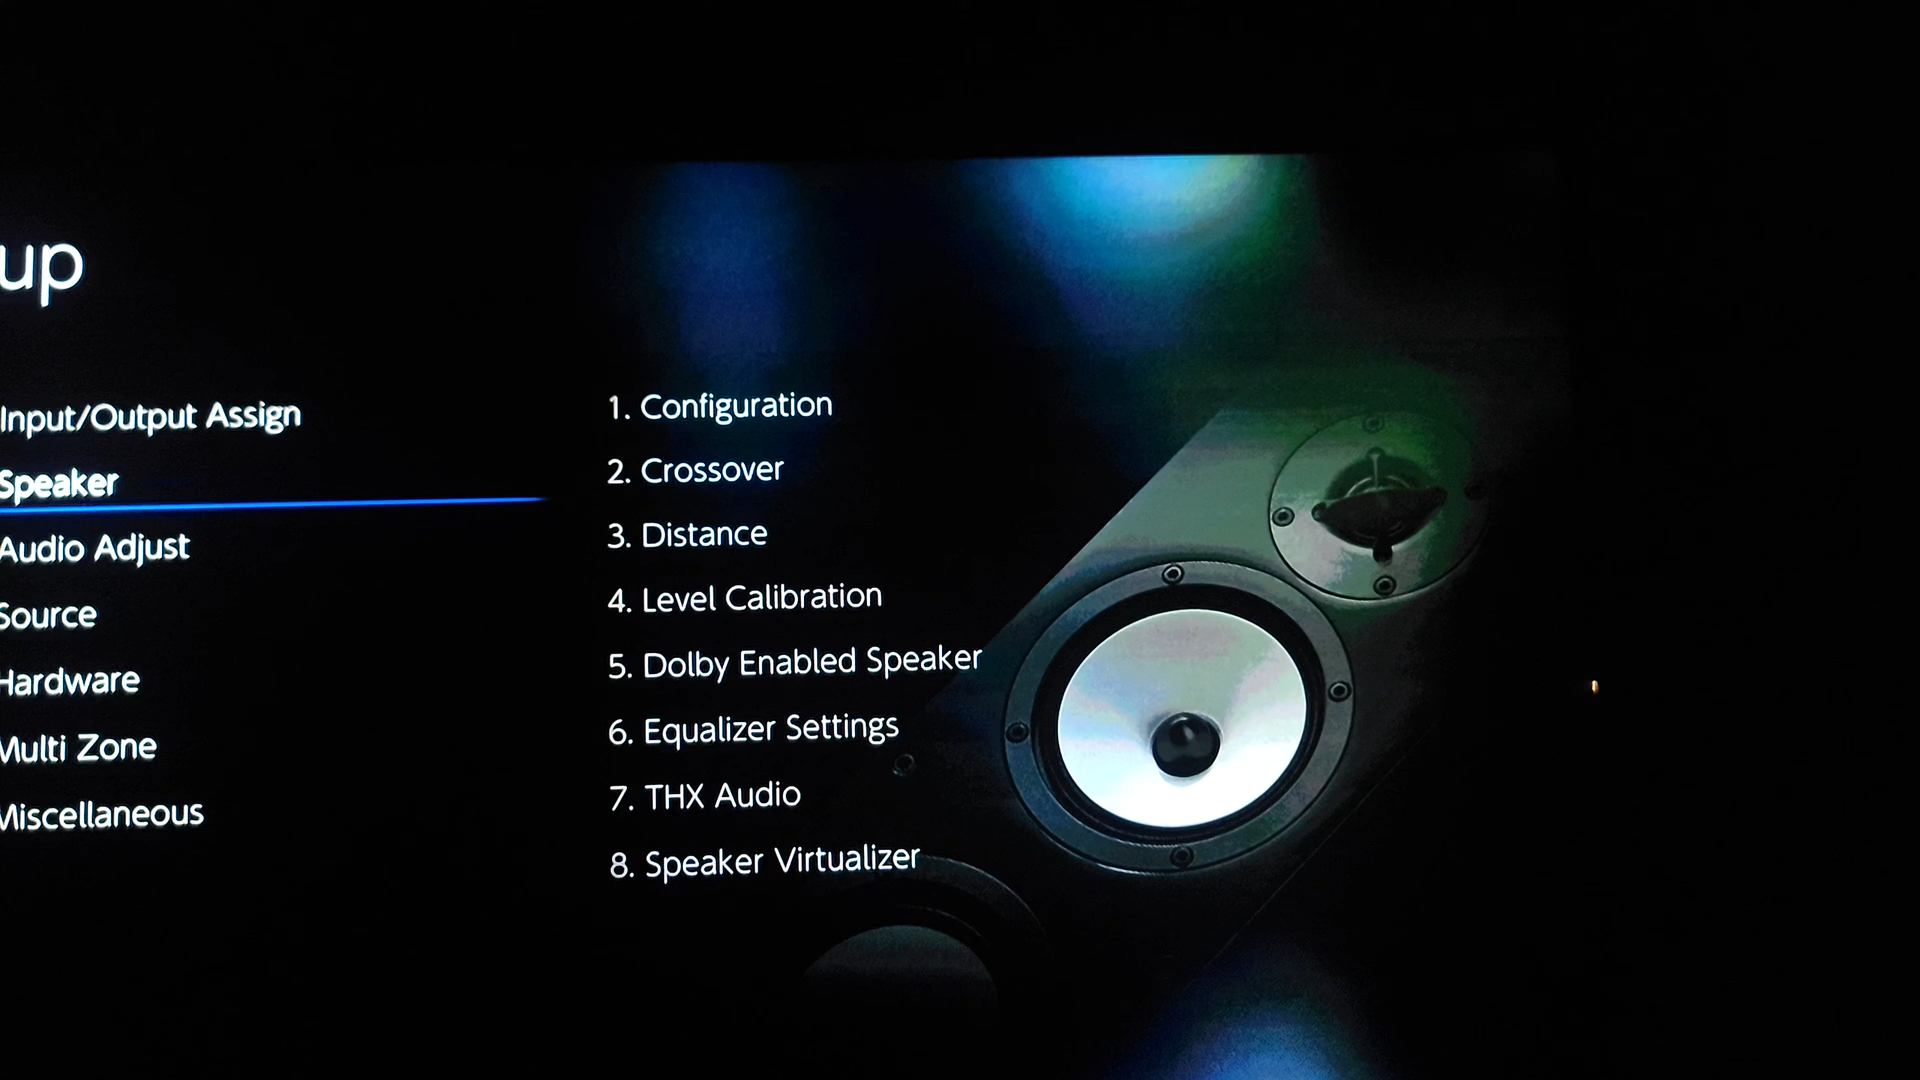 up
Input/Output Assign
Speaker
Audio Adjust
Source
Hardware
Multi Zone
Miscellaneous
1. Configuration
2. Crossover
3. Distance
4. Level Calibration
5. Dolby Enabled Speaker
6. Equalizer Settings
7. THX Audio
8. Speaker Virtualizer